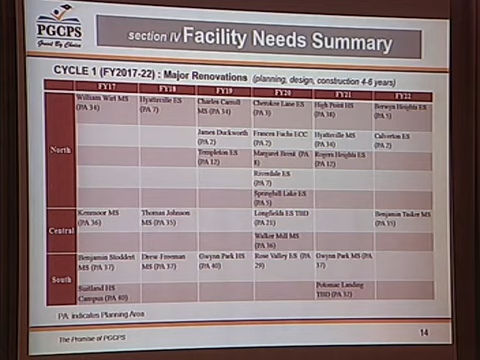 PGCPS
Great By Choice
section IV Facility Needs Summary
CYCLE 1 (FY2017-22) : Major Renovations (planning, design, construction 4-6 years)
FY17 FY18 FY19 FY20 FY21 FY22
North
William Wirt MS (PA 34)
Hyattsville ES (PA 7)
Charles Carroll MS (PA 34)
Cherokee Lane ES (PA 3)
High Point HS (PA 38)
Berwyn Heights ES (PA 5)
James Duckworth (PA 2)
Frances Fuchs ECC (PA 2)
Hyattsville MS (PA 34)
Calverton ES (PA 2)
Templeton ES (PA 12)
Margaret Brent (PA 8)
Rogers Heights ES (PA 12)
Riverdale ES (PA 7)
Springhill Lake ES (PA 5)
Central
Kenmoor MS (PA 36)
Thomas Johnson MS (PA 35)
Longfields ES TBD (PA 21)
Benjamin Tasker MS (PA 35)
Walker Mill MS (PA 36)
South
Benjamin Stoddert MS (PA 37)
Drew Freeman MS (PA 37)
Gwynn Park HS (PA 40)
Rose Valley ES (PA 29)
Gwynn Park MS (PA 37)
Suitland HS Campus (PA 40)
Potomac Landing TBD (PA 32)
PA: indicates Planning Area
The Promise of PGCPS
14